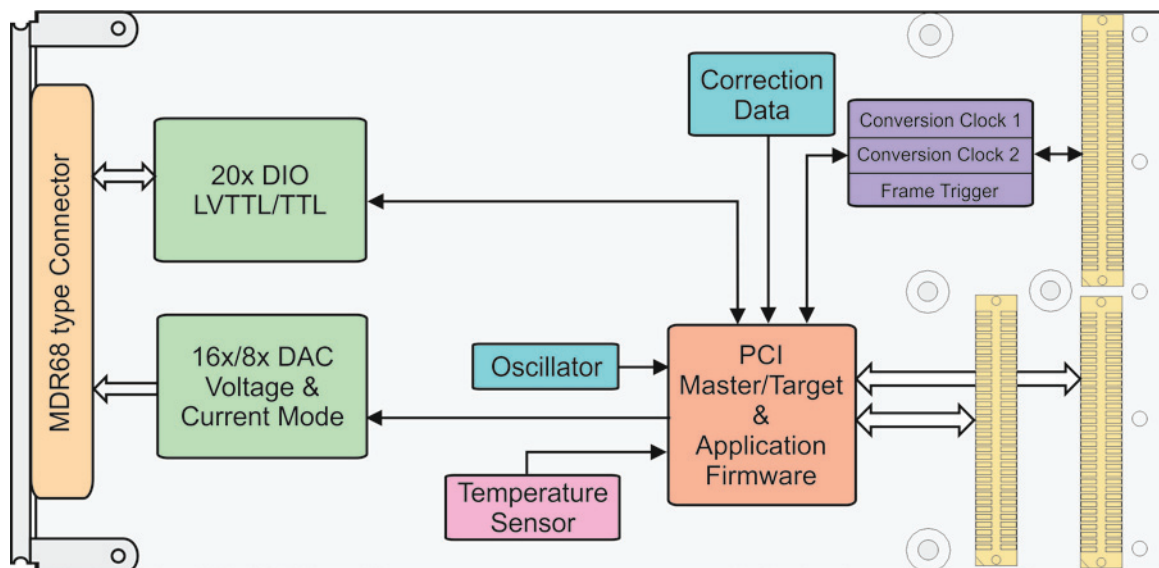 MDR68 type Connector
20x DIO
LVTTL/TTL
16x/8x DAC
Voltage &
Current Mode
Correction
Data
Conversion Clock 1
Conversion Clock 2
Frame Trigger
Oscillator
Temperature
Sensor
PCI
Master/Target
&
Application
Firmware